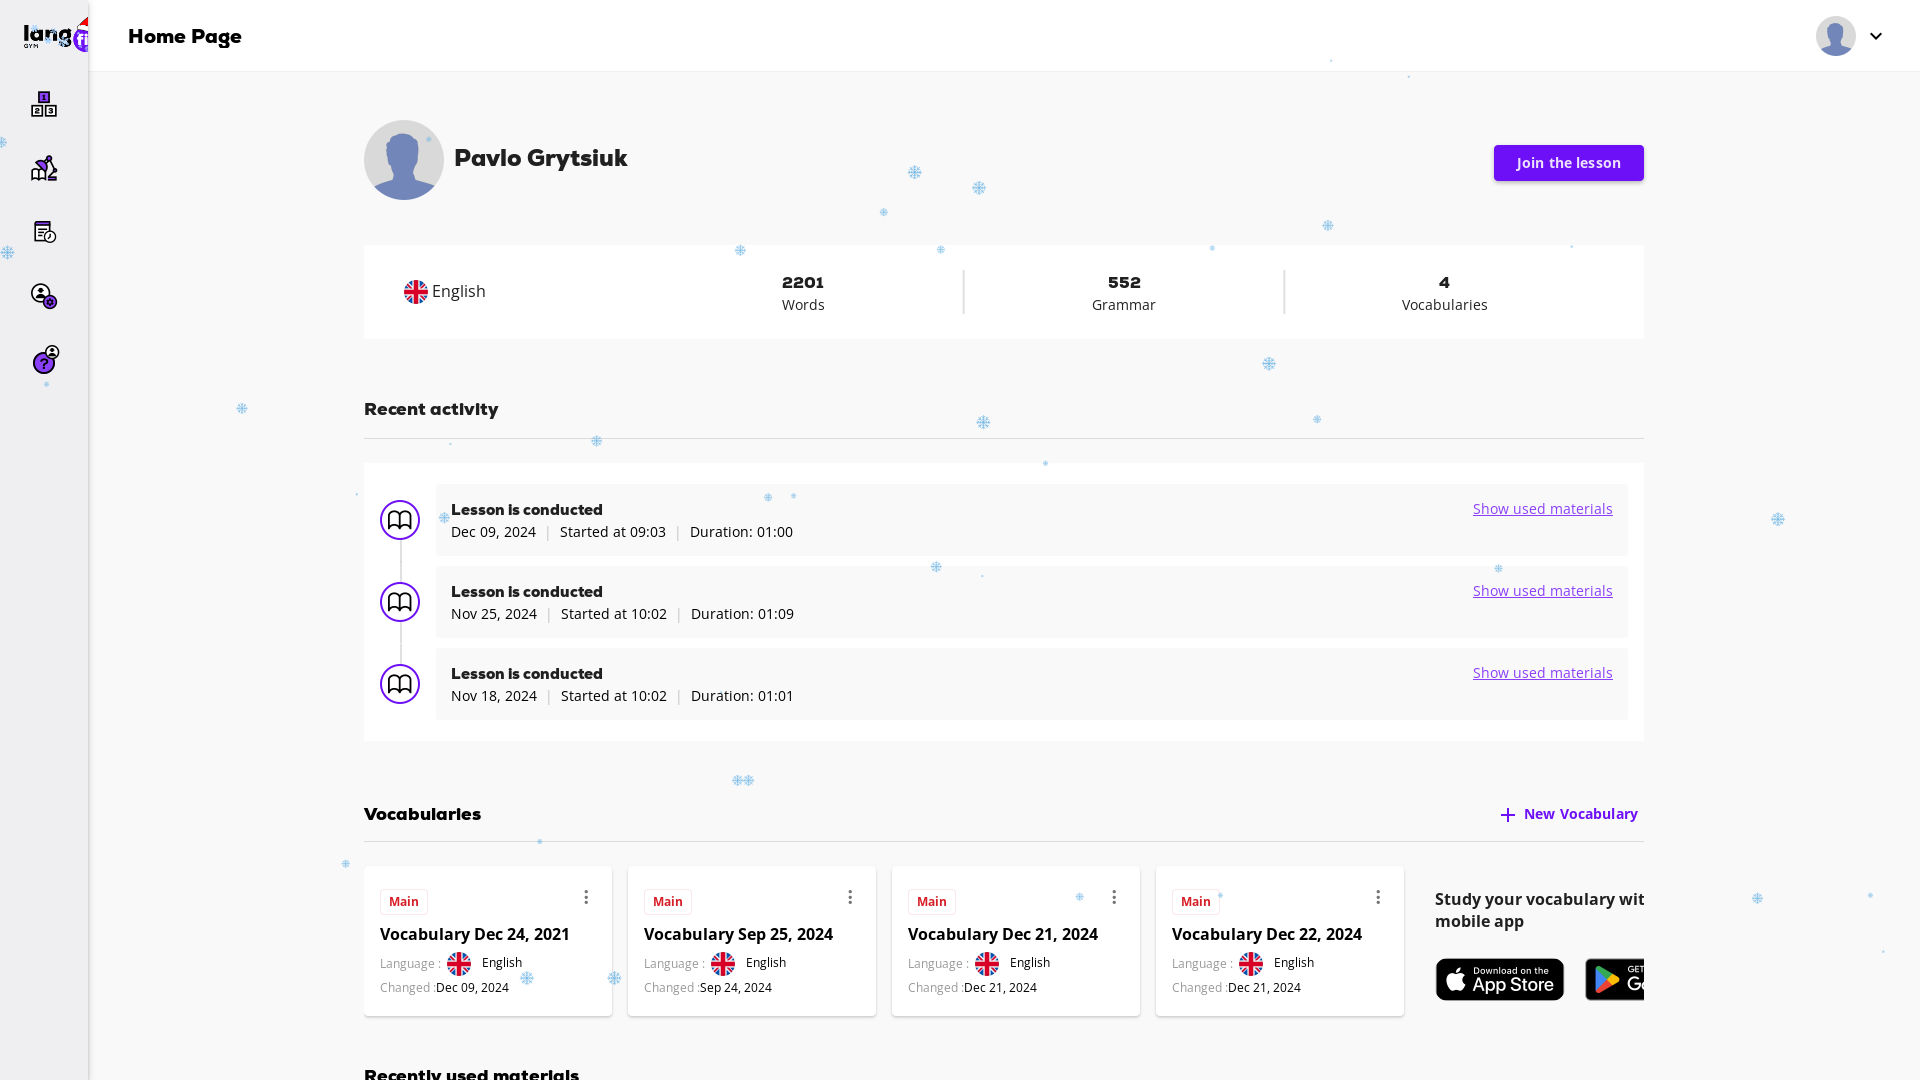 lang fit
GYM
Home Page
1
2 3
?
Pavlo Grytsiuk
Join the lesson
English
2201
Words
552
Grammar
4
Vocabularies
Recent activity
Lesson is conducted
Dec 09, 2024 | Started at 09:03 | Duration: 01:00
Show used materials
Lesson is conducted
Nov 25, 2024 | Started at 10:02 | Duration: 01:09
Show used materials
Lesson is conducted
Nov 18, 2024 | Started at 10:02 | Duration: 01:01
Show used materials
Vocabularies
New Vocabulary
Main
Vocabulary Dec 24, 2021
Language : English
Changed :Dec 09, 2024
Main
Vocabulary Sep 25, 2024
Language : English
Changed :Sep 24, 2024
Main
Vocabulary Dec 21, 2024
Language : English
Changed :Dec 21, 2024
Main
Vocabulary Dec 22, 2024
Language : English
Changed :Dec 21, 2024
Study your vocabulary wit
mobile app
Download on the
App Store
GET
Recently used materials